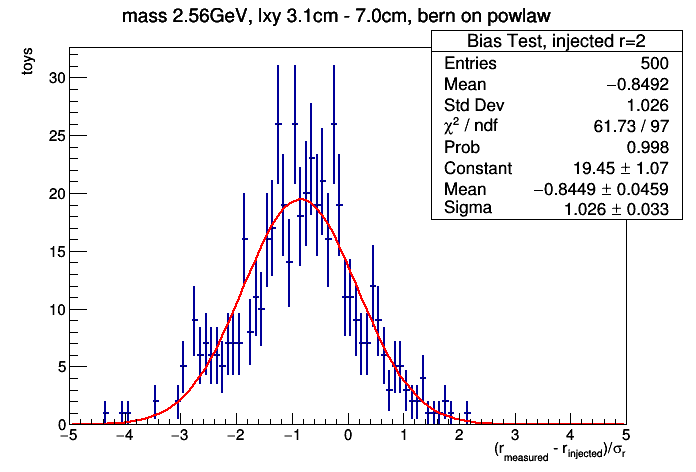 mass 2.56GeV, lxy 3.1cm - 7.0cm, bern on powlaw
Bias Test, injected r=2
Entries 500
Mean −0.8492
Std Dev 1.026
χ² / ndf 61.73 / 97
Prob 0.998
Constant 19.45 ± 1.07
Mean −0.8449 ± 0.0459
Sigma 1.026 ± 0.033
toys
30
25
20
15
10
5
0
−5 −4 −3 −2 −1 0 1 2 3 4 5
(r_measured - r_injected)/σ_r